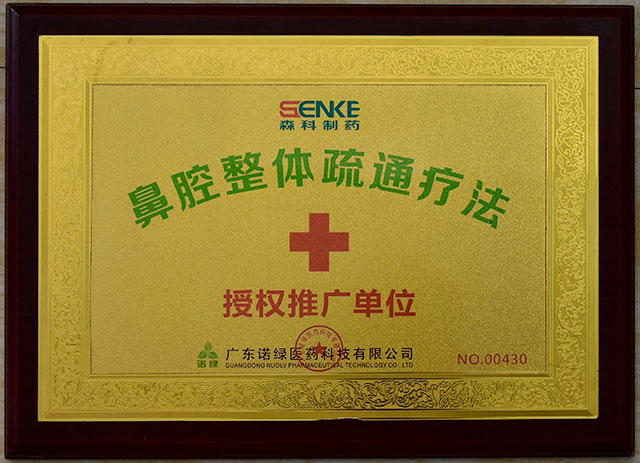 SENKE
森科制药
鼻腔整体疏通疗法
授权推广单位
诺绿
广东诺绿医药科技有限公司
GUANGDONG NUOLV PHARMACEUTICAL TECHNOLOGY CO.,LTD
NO.00430